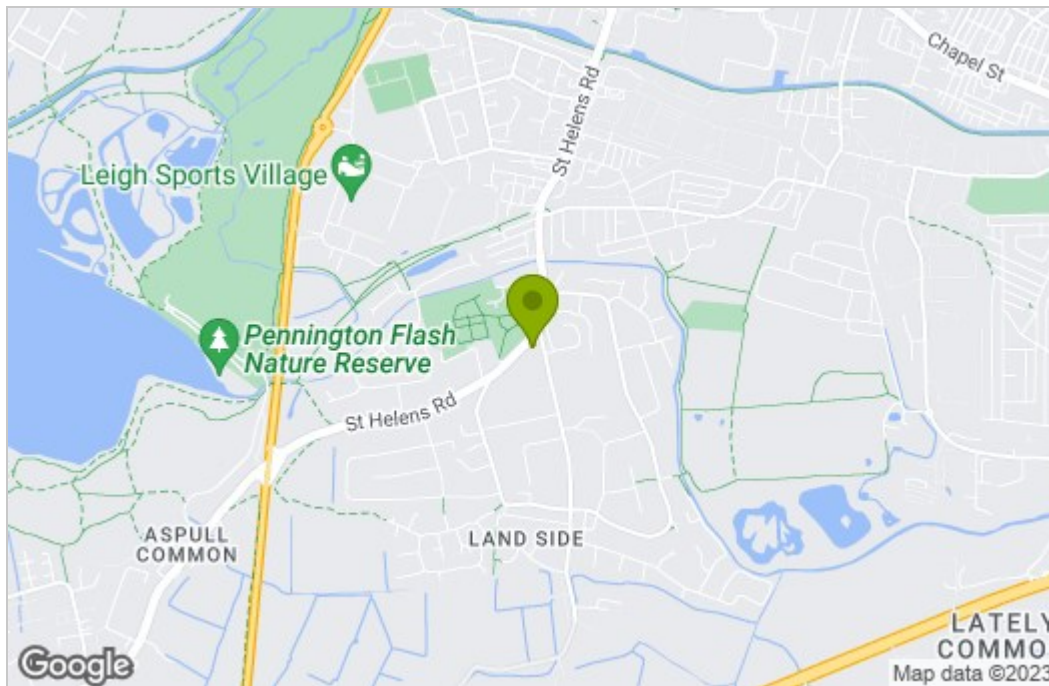 Chapel St
St Helens Rd
Leigh Sports Village
Pennington Flash
Nature Reserve
St Helens Rd
ASPULL
COMMON
LAND SIDE
LATELY
COMMO
Google
Map data ©2023